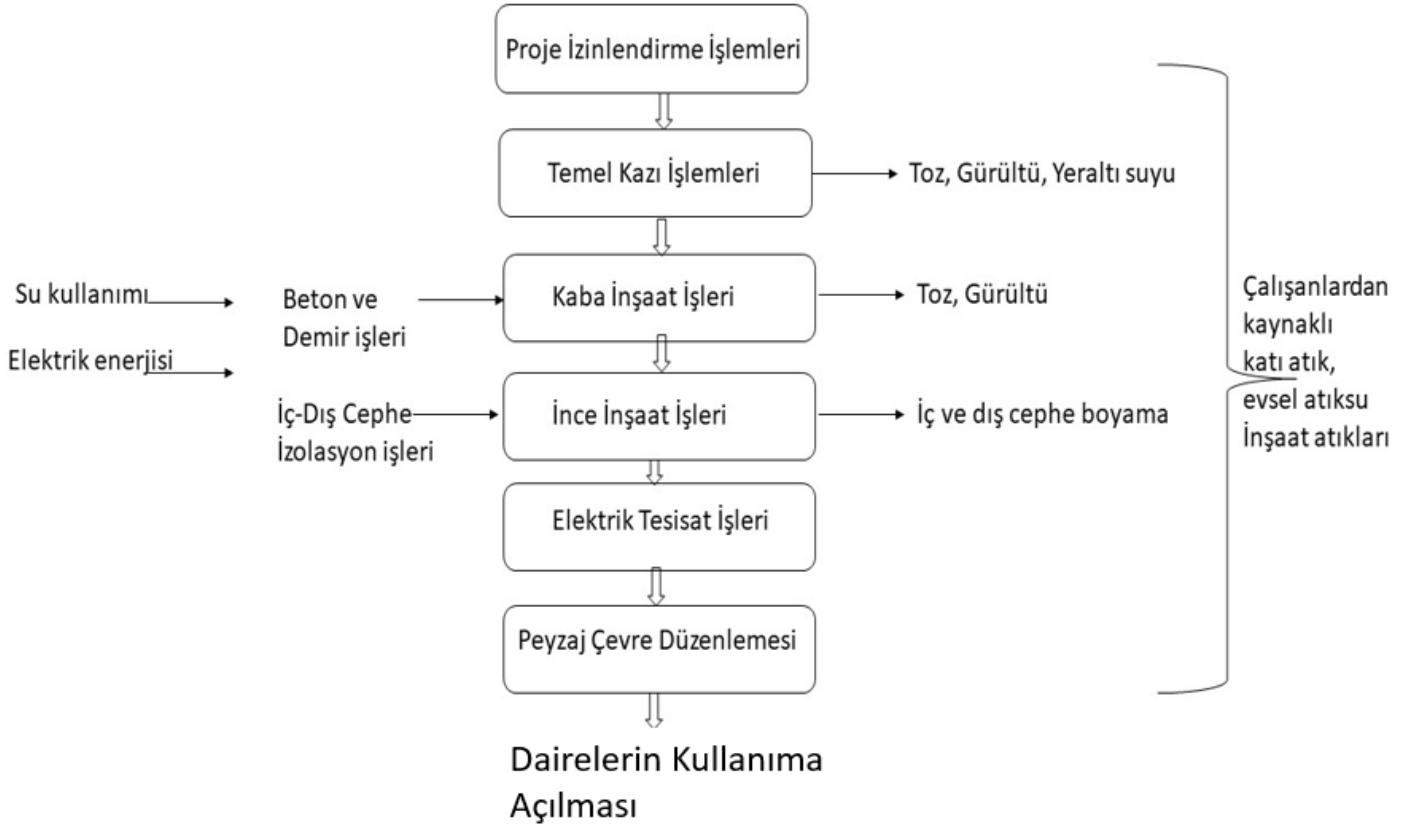 Proje İzinlendirme İşlemleri
Temel Kazı İşlemleri
Toz, Gürültü, Yeraltı suyu
Su kullanımı
Elektrik enerjisi
Beton ve
Demir işleri
Kaba İnşaat İşleri
Toz, Gürültü
İç-Dış Cephe
İzolasyon işleri
İnce İnşaat İşleri
İç ve dış cephe boyama
Elektrik Tesisat İşleri
Peyzaj Çevre Düzenlemesi
Dairelerin Kullanıma
Açılması
Çalışanlardan
kaynaklı
katı atık,
evsel atıksu
İnşaat atıkları